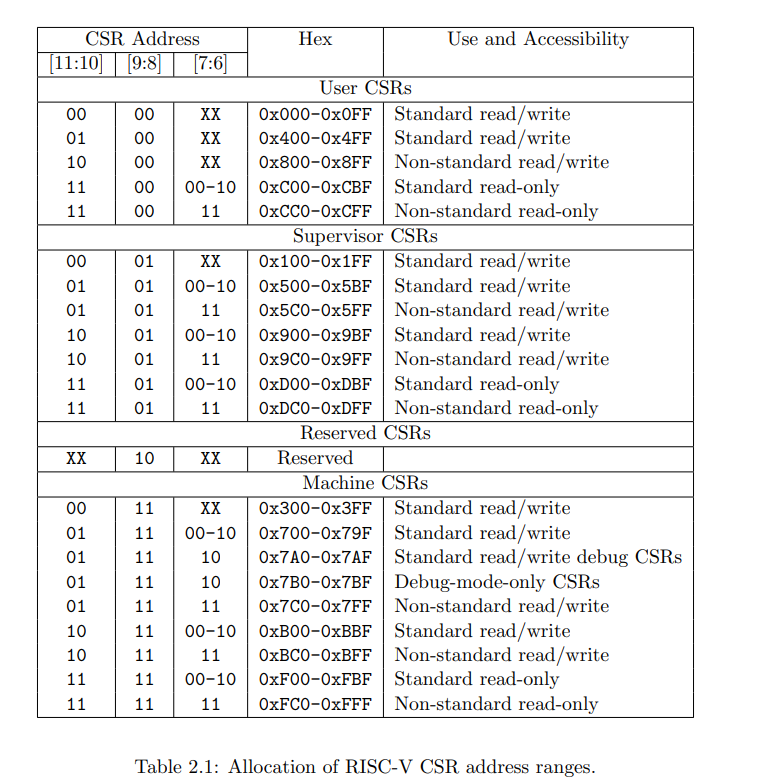 CSR Address Hex Use and Accessibility
[11:10] [9:8] [7:6]
User CSRs
00 00 XX 0x000-0x0FF Standard read/write
01 00 XX 0x400-0x4FF Standard read/write
10 00 XX 0x800-0x8FF Non-standard read/write
11 00 00-10 0xC00-0xCBF Standard read-only
11 00 11 0xCC0-0xCFF Non-standard read-only
Supervisor CSRs
00 01 XX 0x100-0x1FF Standard read/write
01 01 00-10 0x500-0x5BF Standard read/write
01 01 11 0x5C0-0x5FF Non-standard read/write
10 01 00-10 0x900-0x9BF Standard read/write
10 01 11 0x9C0-0x9FF Non-standard read/write
11 01 00-10 0xD00-0xDBF Standard read-only
11 01 11 0xDC0-0xDFF Non-standard read-only
Reserved CSRs
XX 10 XX Reserved
Machine CSRs
00 11 XX 0x300-0x3FF Standard read/write
01 11 00-10 0x700-0x79F Standard read/write
01 11 10 0x7A0-0x7AF Standard read/write debug CSRs
01 11 10 0x7B0-0x7BF Debug-mode-only CSRs
01 11 11 0x7C0-0x7FF Non-standard read/write
10 11 00-10 0xB00-0xBBF Standard read/write
10 11 11 0xBC0-0xBFF Non-standard read/write
11 11 00-10 0xF00-0xFBF Standard read-only
11 11 11 0xFC0-0xFFF Non-standard read-only
Table 2.1: Allocation of RISC-V CSR address ranges.